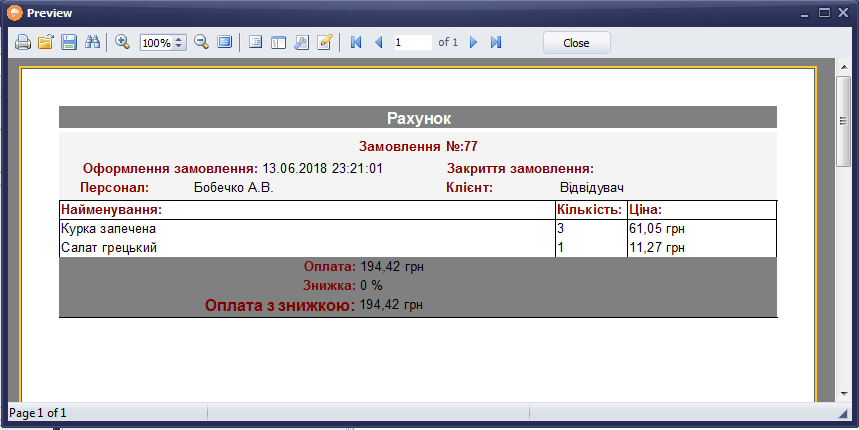 Preview
100% 1 of 1 Close
Рахунок
Замовлення №:77
Оформлення замовлення: 13.06.2018 23:21:01 Закриття замовлення:
Персонал: Бобечко А.В. Клієнт: Відвідувач
Найменування: Кількість: Ціна:
Курка запечена 3 61,05 грн
Салат грецький 1 11,27 грн
Оплата: 194,42 грн
Знижка: 0 %
Оплата з знижкою: 194,42 грн
Page 1 of 1